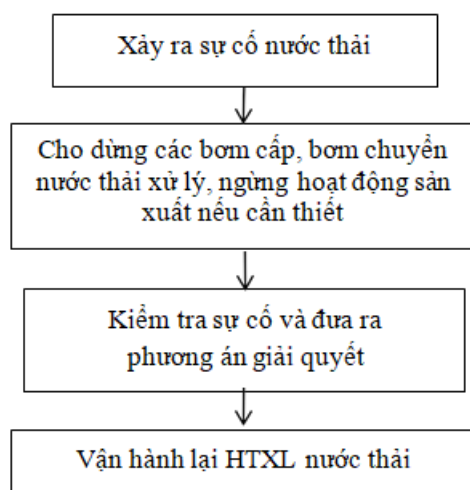 Xảy ra sự cố nước thải
Cho dừng các bơm cấp, bơm chuyển
nước thải xử lý, ngừng hoạt động sản
xuất nếu cần thiết
Kiểm tra sự cố và đưa ra
phương án giải quyết
Vận hành lại HTXL nước thải